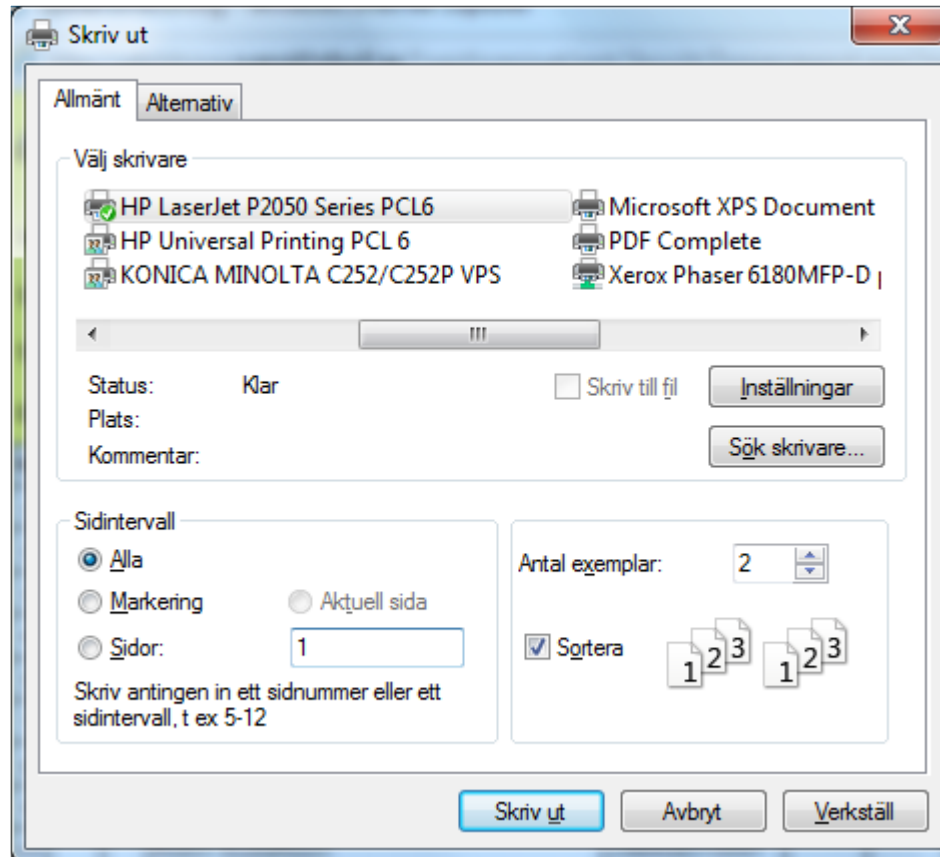 Skriv ut
Allmänt
Alternativ
Välj skrivare
HP LaserJet P2050 Series PCL6
Microsoft XPS Document
HP Universal Printing PCL 6
PDF Complete
KONICA MINOLTA C252/C252P VPS
Xerox Phaser 6180MFP-D
Status: Klar
Skriv till fil
Inställningar
Plats:
Kommentar:
Sök skrivare...
Sidintervall
Alla
Markering
Aktuell sida
Sidor: 1
Skriv antingen in ett sidnummer eller ett
sidintervall, t ex 5-12
Antal exemplar: 2
Sortera
1 2 3 1 2 3
Skriv ut
Avbryt
Verkställ